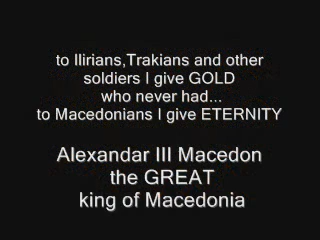 to Ilirians,Trakians and other
soldiers I give GOLD
who never had...
to Macedonians I give ETERNITY
Alexandar III Macedon
the GREAT
king of Macedonia